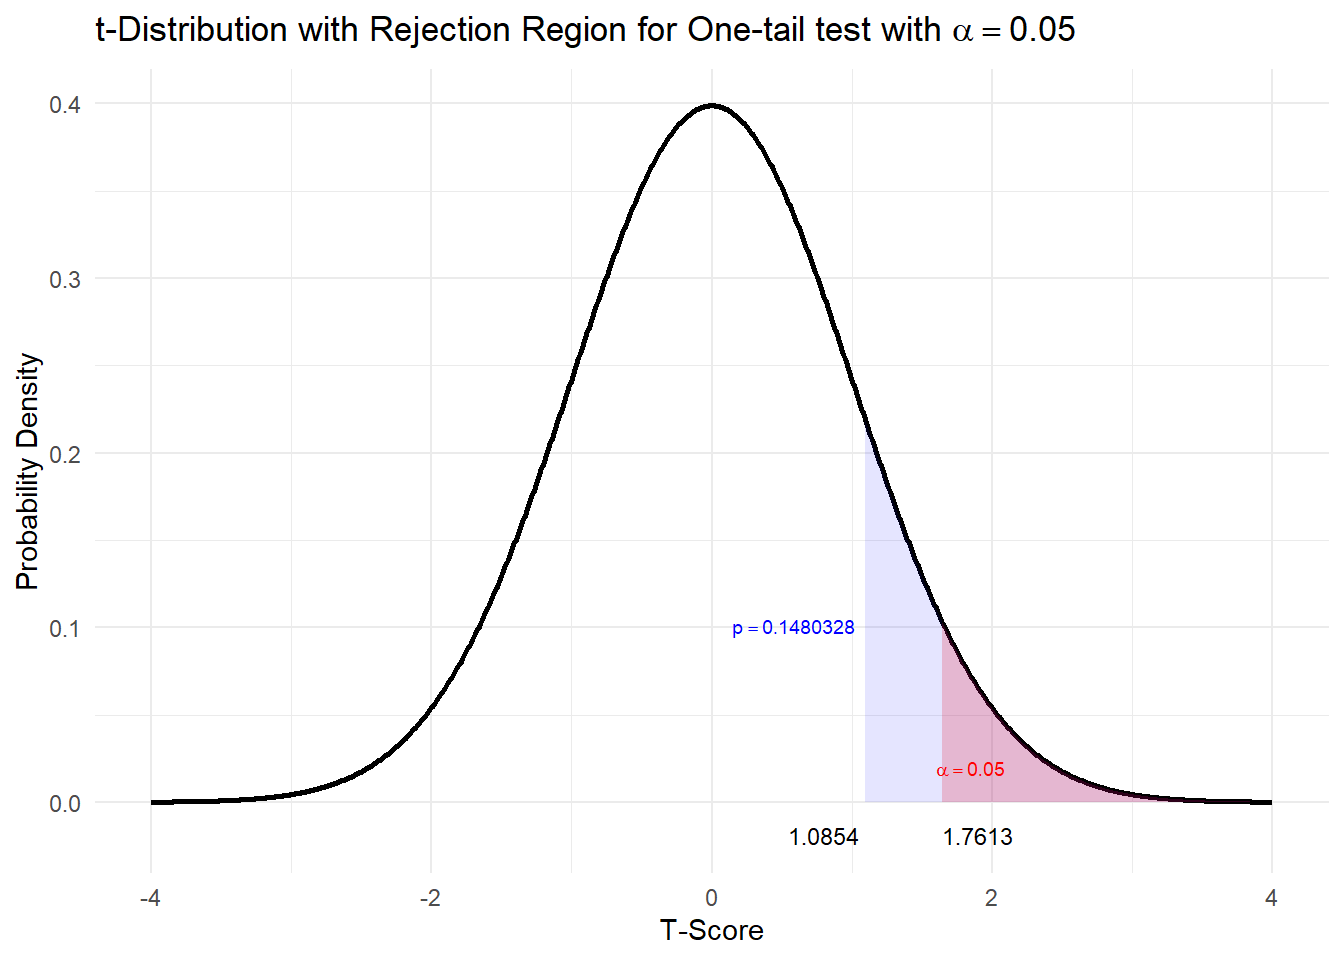 t-Distribution with Rejection Region for One-tail test with α = 0.05
Probability Density
0.4
0.3
0.2
0.1
0.0
p = 0.1480328
α = 0.05
1.0854
1.7613
-4
-2
0
2
4
T-Score